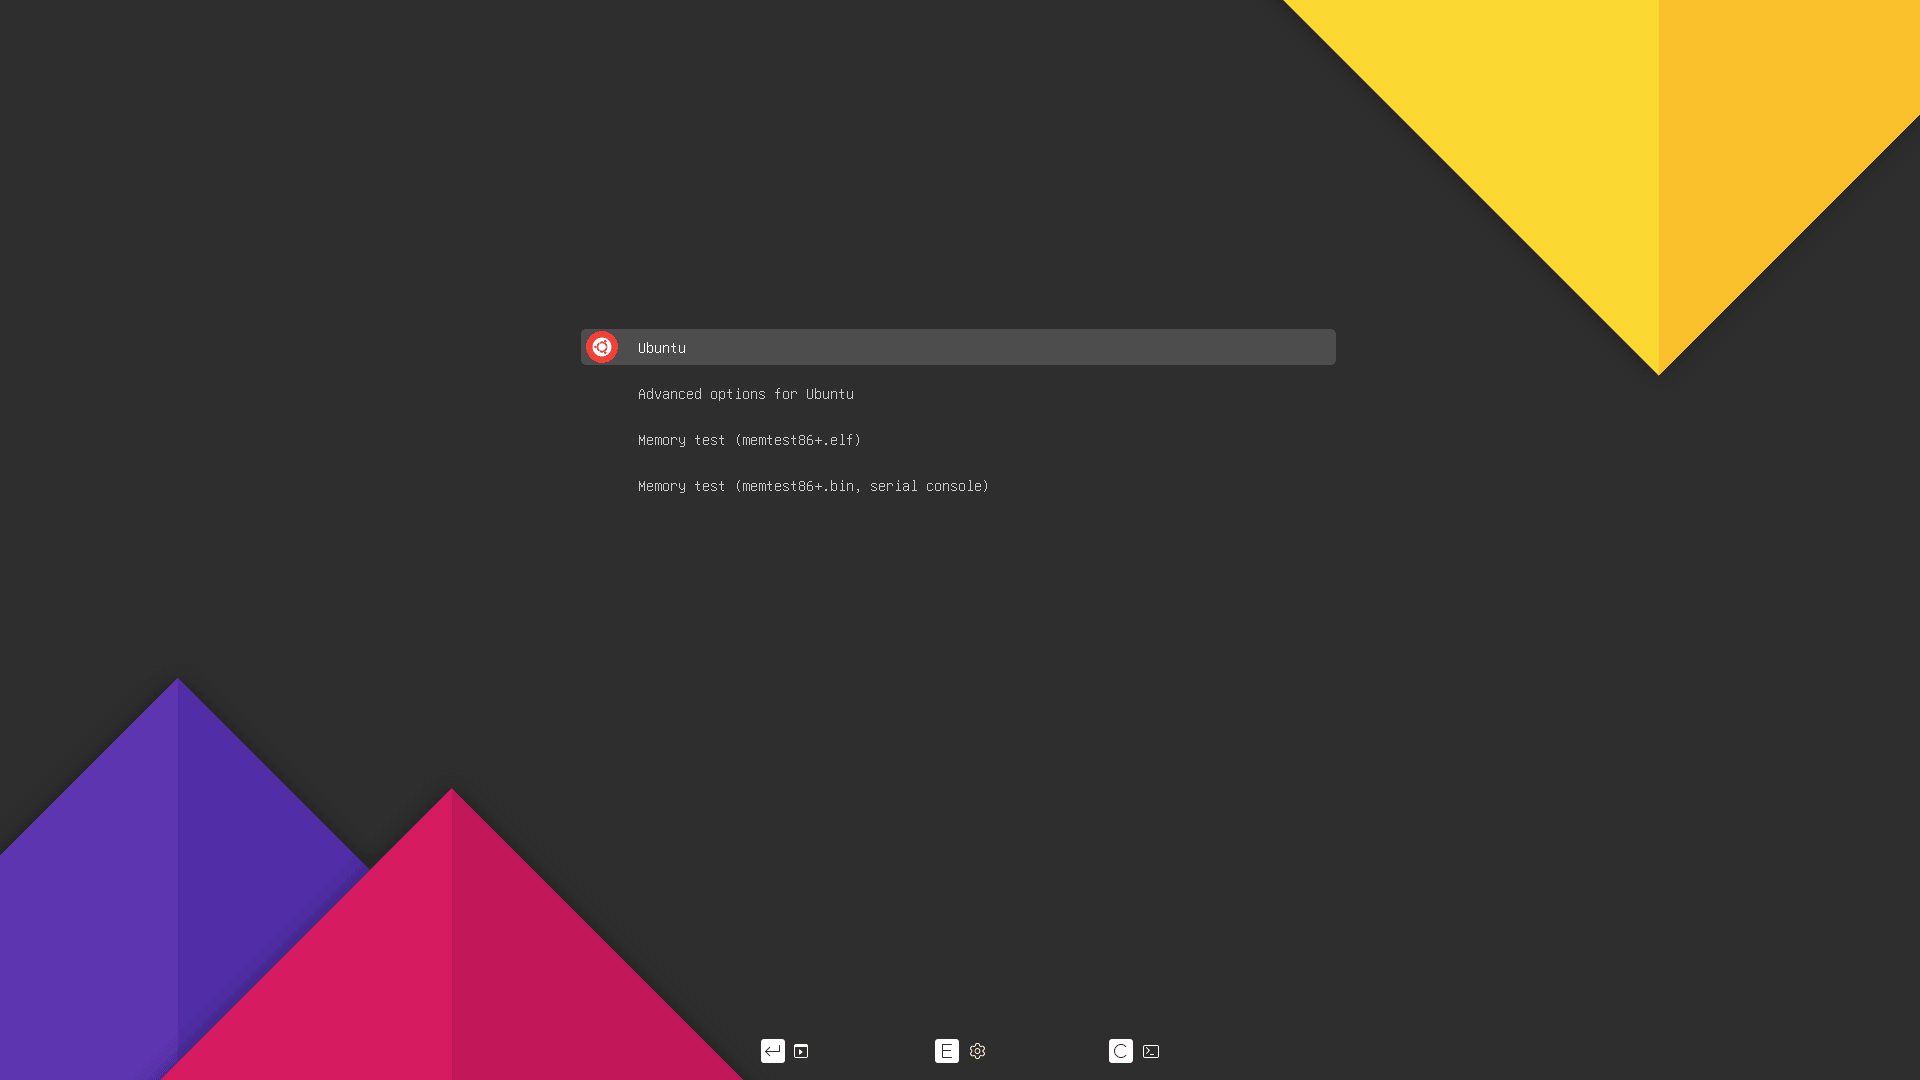 Ubuntu
Advanced options for Ubuntu
Memory test (memtest86+.elf)
Memory test (memtest86+.bin, serial console)
E
C